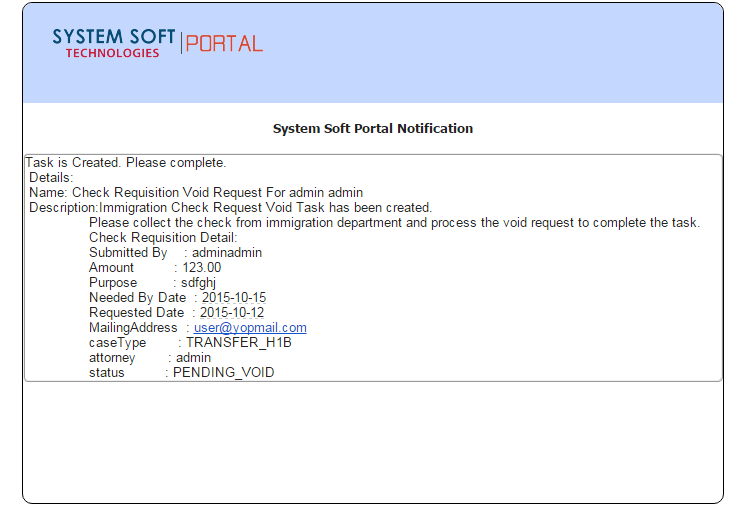 SYSTEM SOFT
TECHNOLOGIES
PORTAL
System Soft Portal Notification
Task is Created. Please complete.
Details:
Name: Check Requisition Void Request For admin admin
Description:Immigration Check Request Void Task has been created.
Please collect the check from immigration department and process the void request to complete the task.
Check Requisition Detail:
Submitted By : adminadmin
Amount : 123.00
Purpose : sdfghj
Needed By Date : 2015-10-15
Requested Date : 2015-10-12
MailingAddress : user@yopmail.com
caseType : TRANSFER_H1B
attorney : admin
status : PENDING_VOID